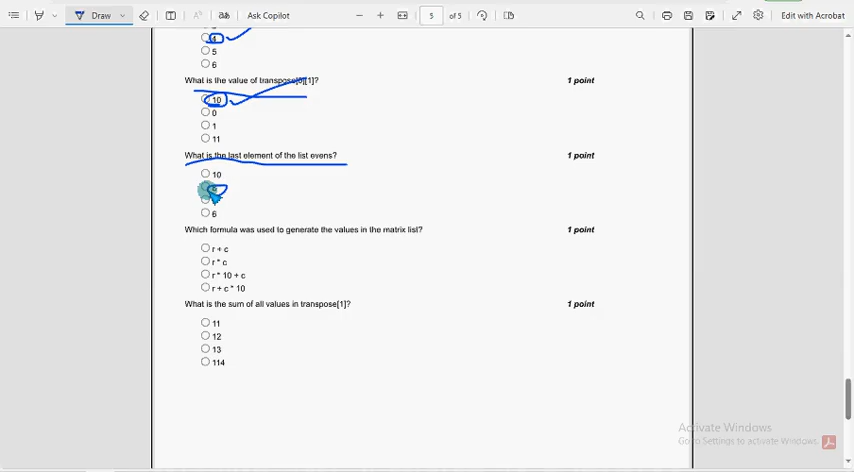 Draw
Ask Copilot
5 of 5
Edit with Acrobat
4
5
6
What is the value of transpose[0][1]? 1 point
10
0
1
11
What is the last element of the list evens? 1 point
10
6
Which formula was used to generate the values in the matrix list? 1 point
r + c
r * c
r * 10 + c
r + c * 10
What is the sum of all values in transpose[1]? 1 point
11
12
13
114
Activate Windows
Go to Settings to activate Windows.